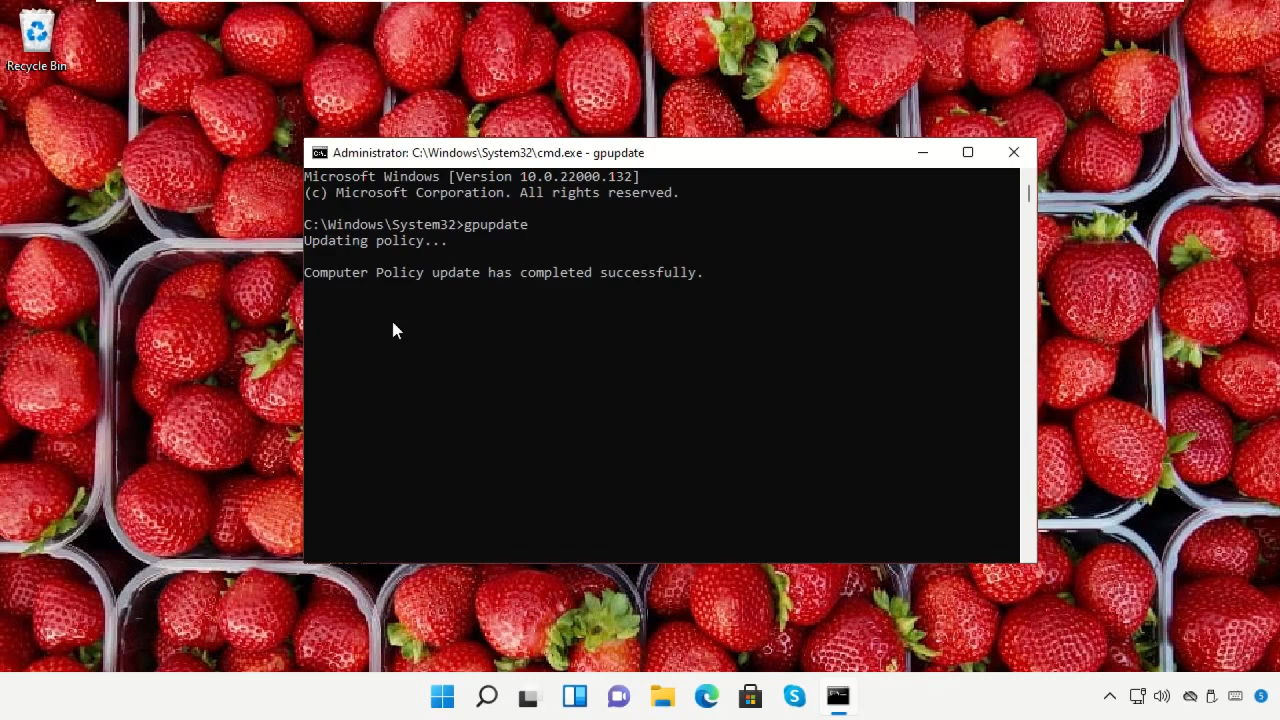 Recycle Bin
Administrator: C:\Windows\System32\cmd.exe - gpupdate
Microsoft Windows [Version 10.0.22000.132]
(c) Microsoft Corporation. All rights reserved.
C:\Windows\System32>gpupdate
Updating policy...
Computer Policy update has completed successfully.
5